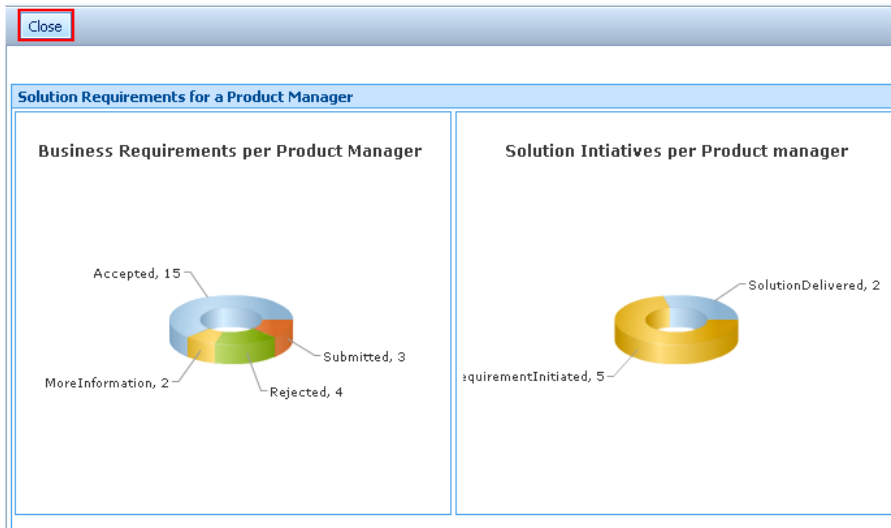 Close
Solution Requirements for a Product Manager
Business Requirements per Product Manager
Accepted, 15
Submitted, 3
MoreInformation, 2
Rejected, 4
Solution Intiatives per Product manager
SolutionDelivered, 2
equirementInitiated, 5